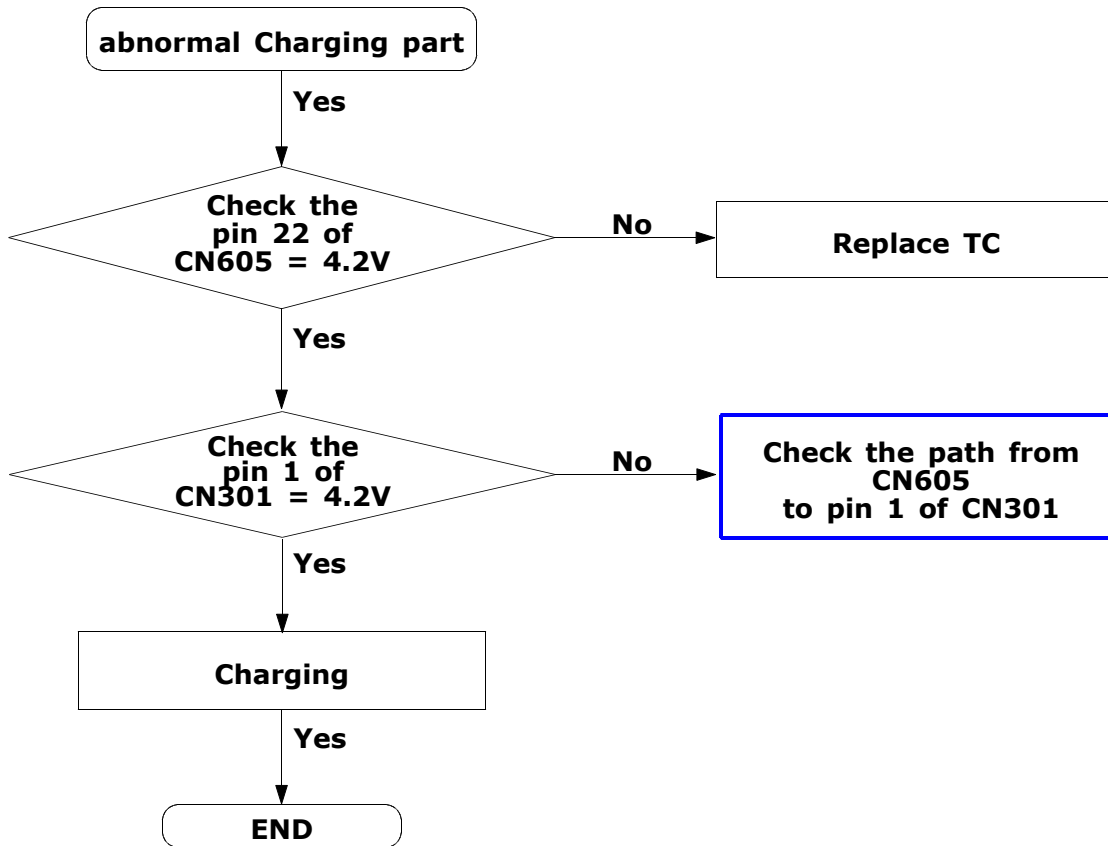 abnormal Charging part
Yes
Check the
pin 22 of
CN605 = 4.2V
No
Replace TC
Yes
Check the
pin 1 of
CN301 = 4.2V
No
Check the path from
CN605
to pin 1 of CN301
Yes
Charging
Yes
END